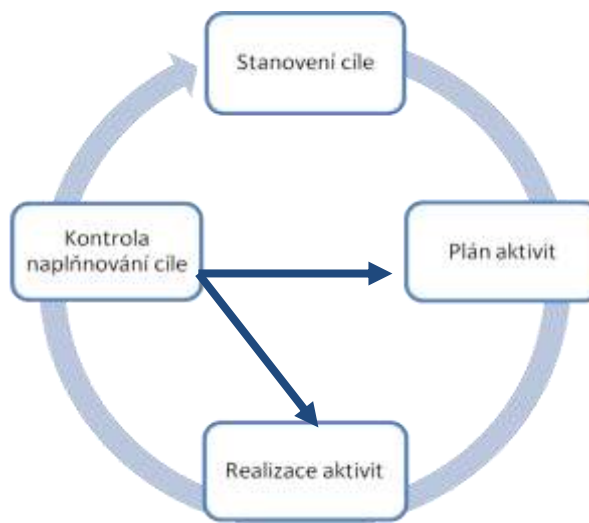 Stanovení cíle
Plán aktivit
Realizace aktivit
Kontrola
naplňnování cíle